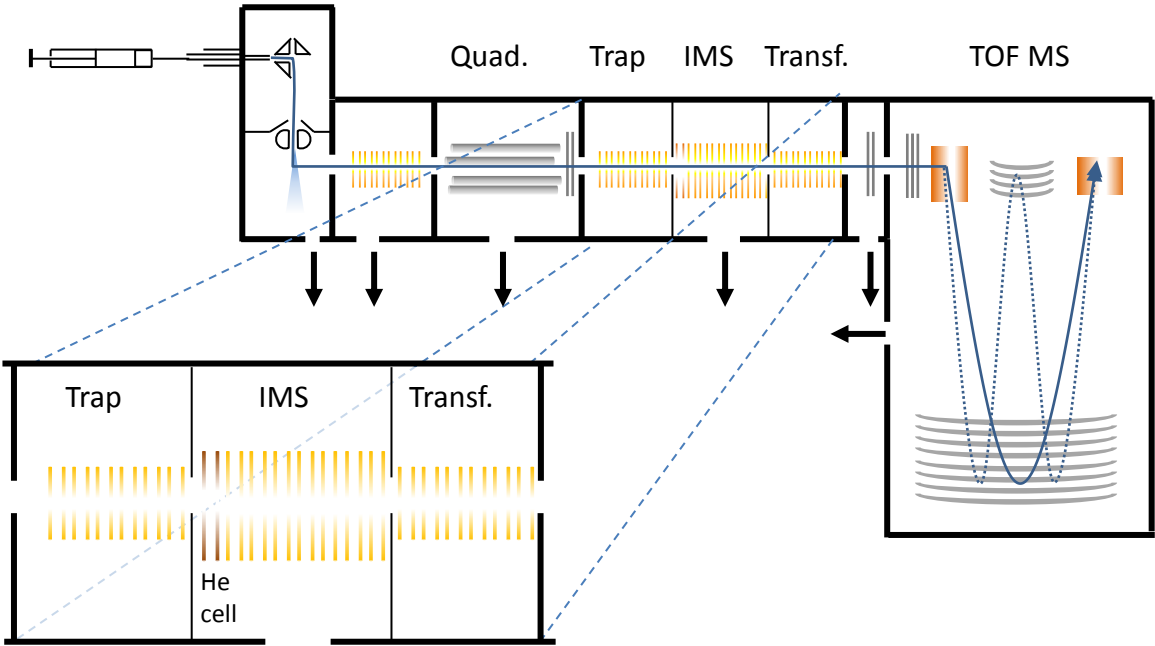 Quad.
Trap
IMS
Transf.
TOF MS
Trap
IMS
Transf.
He
cell